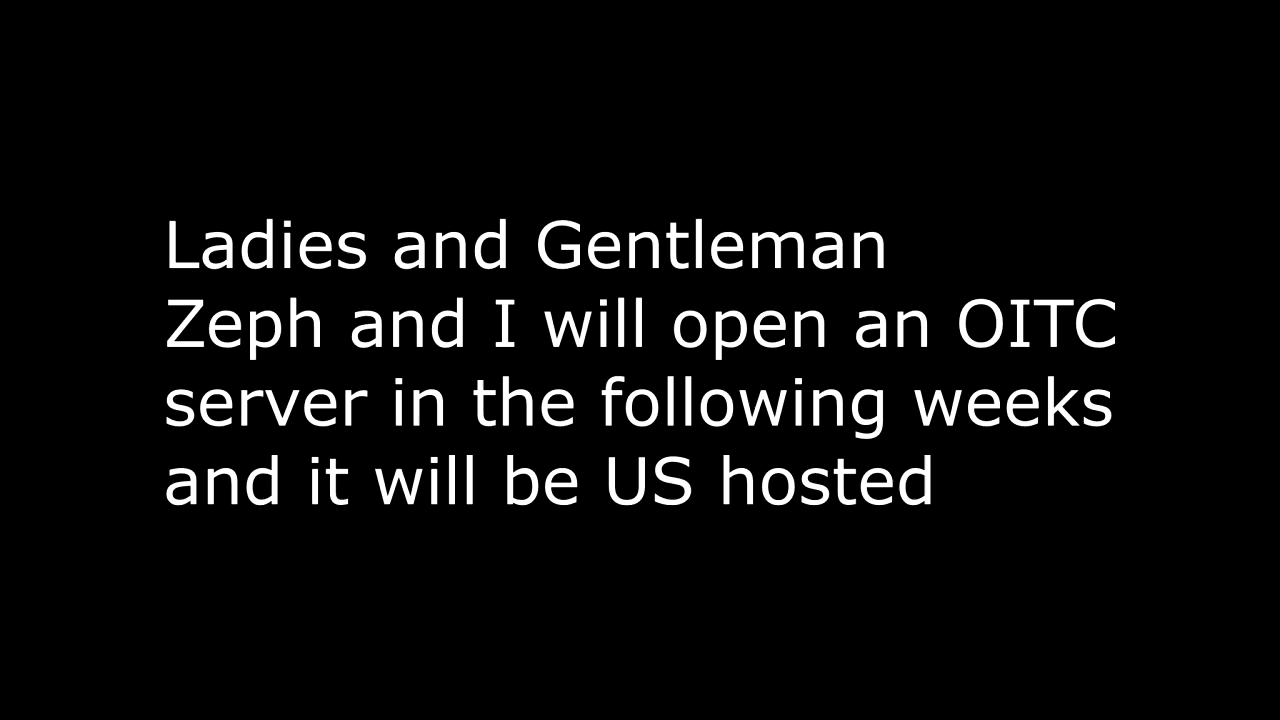 Ladies and Gentleman
Zeph and I will open an OITC
server in the following weeks
and it will be US hosted